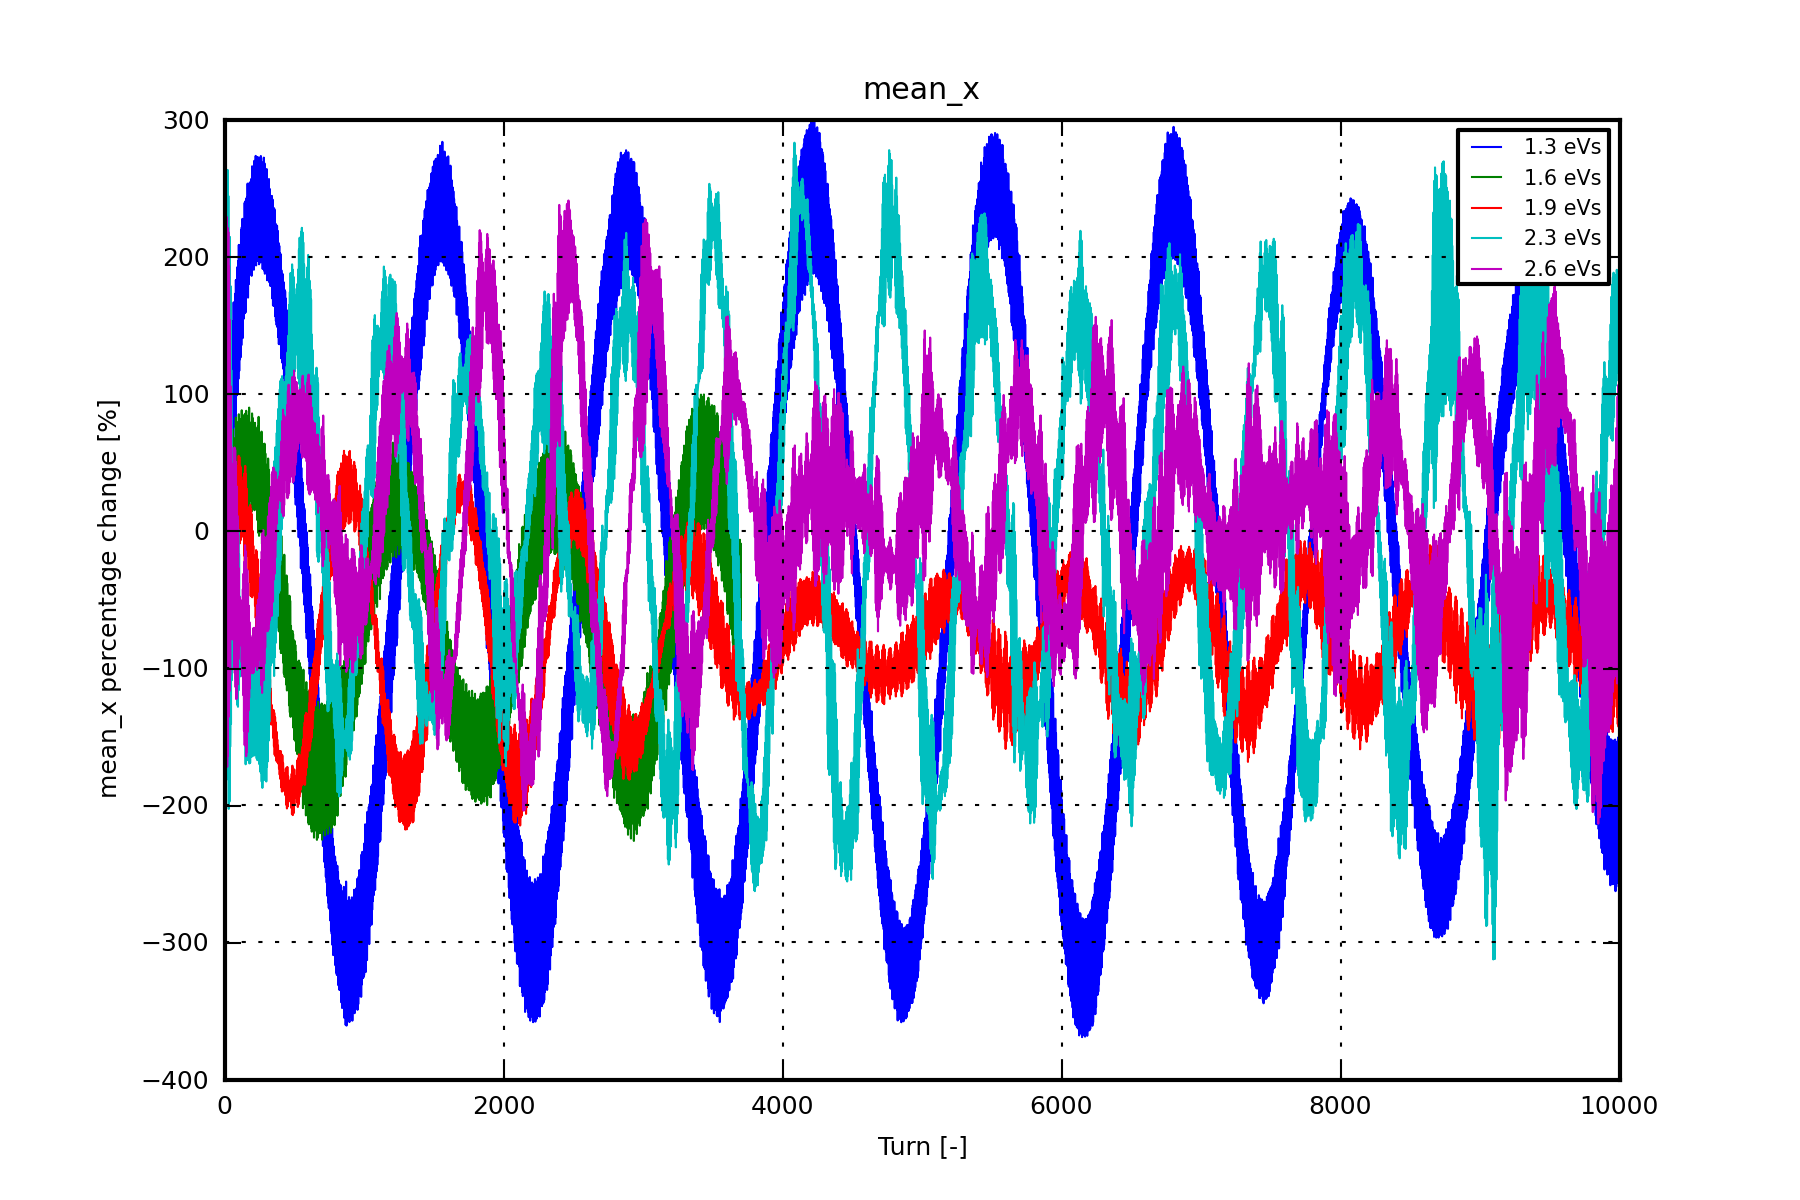 mean_x
300
200
100
0
−100
−200
−300
−400
mean_x percentage change [%]
1.3 eVs
1.6 eVs
1.9 eVs
2.3 eVs
2.6 eVs
0 2000 4000 6000 8000 10000
Turn [-]